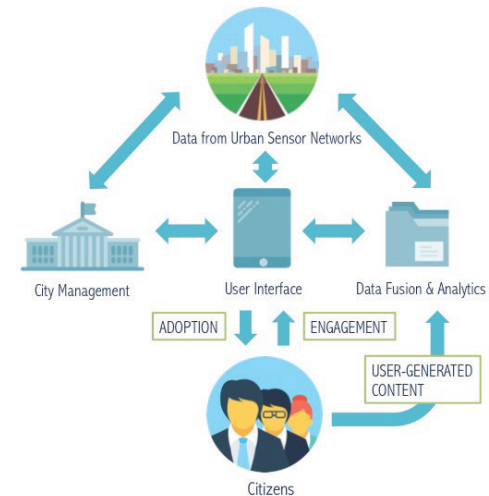 Data from Urban Sensor Networks
City Management
User Interface
Data Fusion & Analytics
ADOPTION
ENGAGEMENT
USER-GENERATED
CONTENT
Citizens